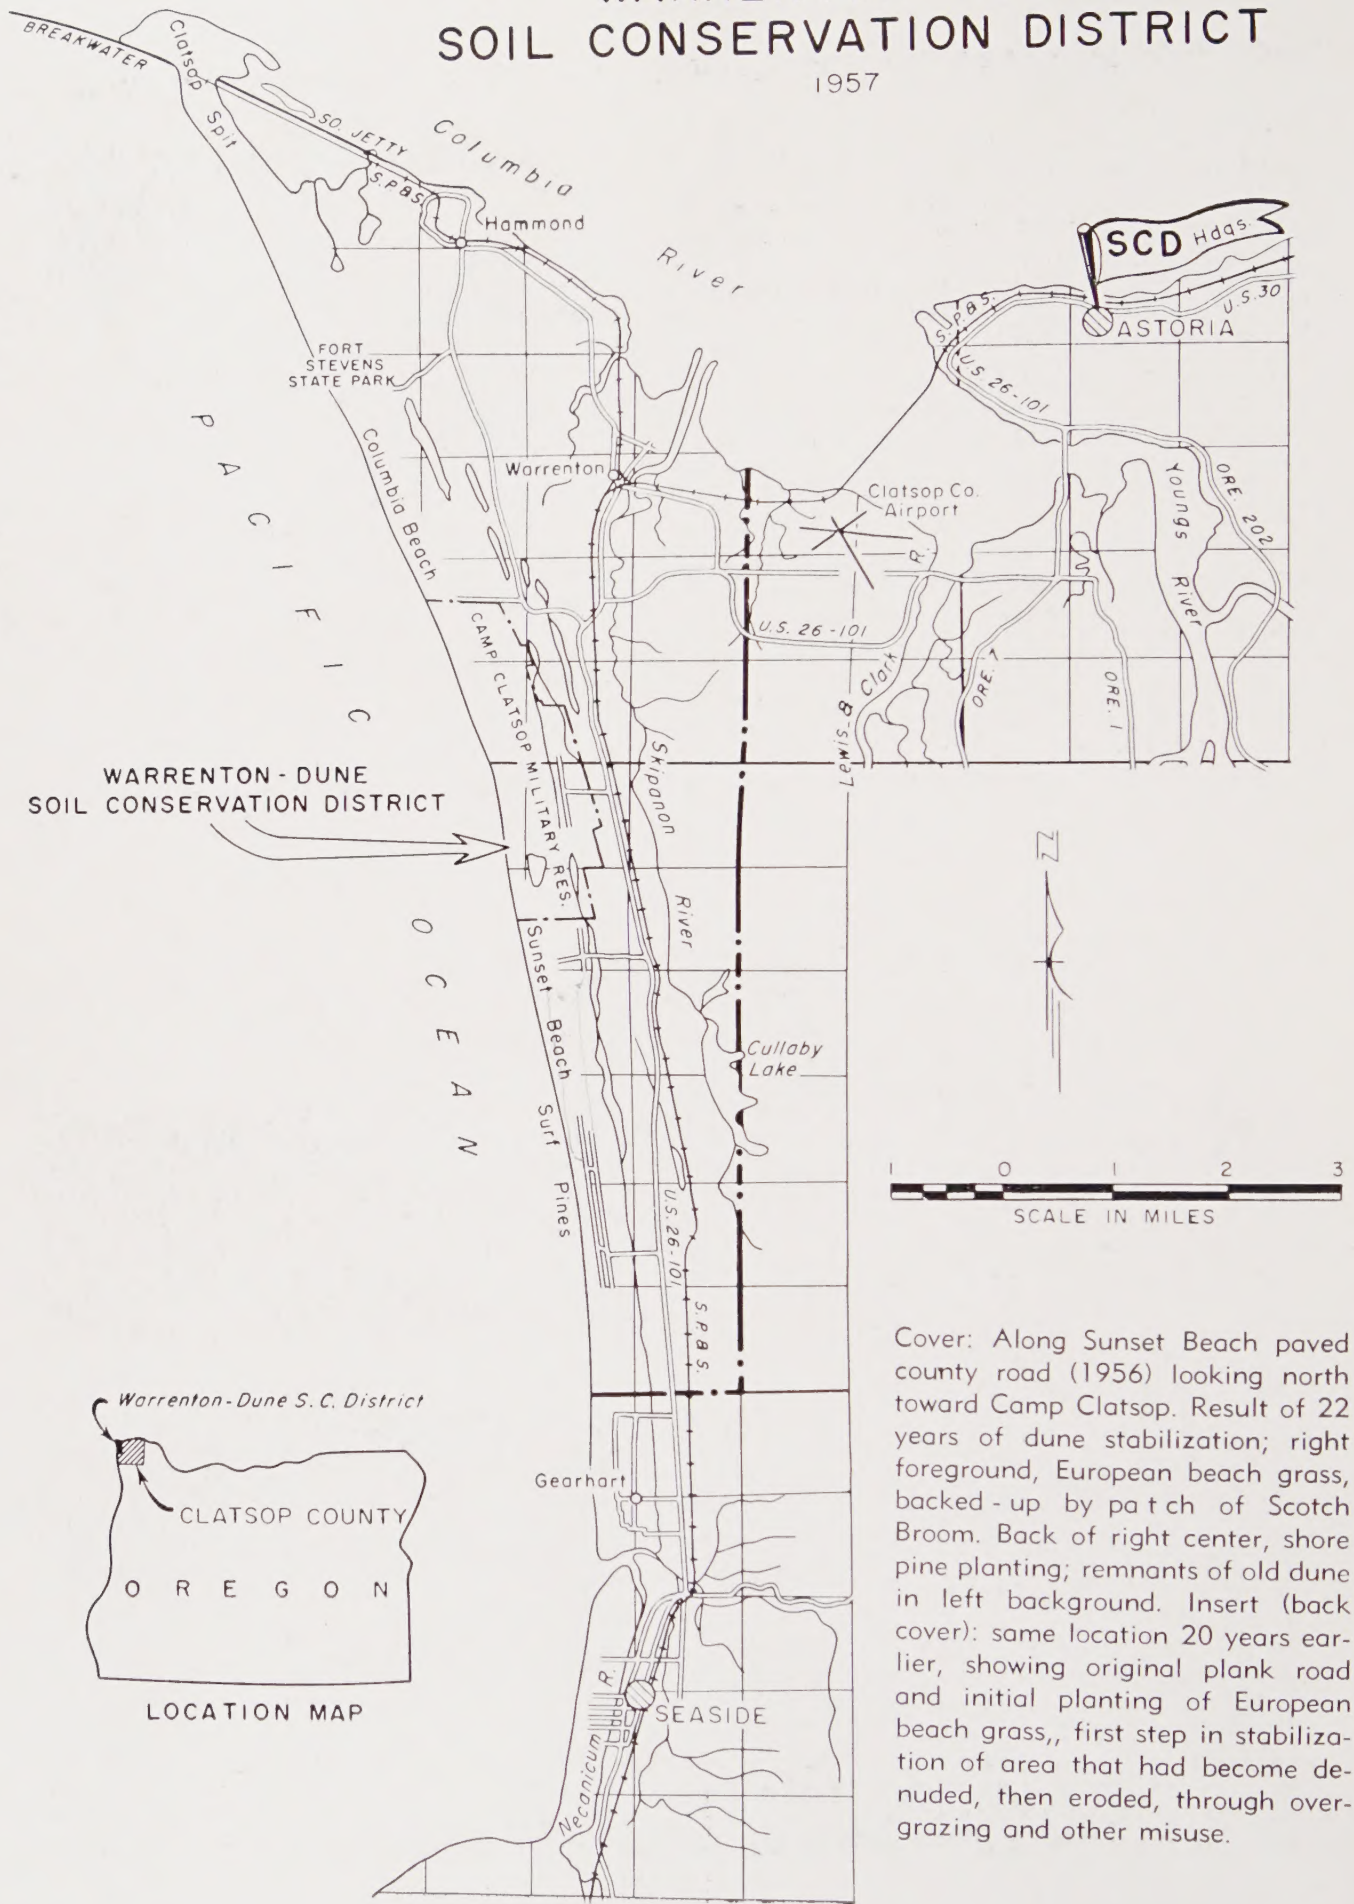 SOIL CONSERVATION DISTRICT
1957
BREAKWATER
Clatsop
Spit
SO. JETTY
S.P.&S.
Columbia
River
Hammond
SCD Hdqs.
S.P.&S.
U.S.30
ASTORIA
U.S. 26-101
FORT
STEVENS
STATE PARK
PACIFIC
OCEAN
Columbia Beach
Warrenton
Clatsop Co.
Airport
Youngs
River
ORE. 202
R.
CAMP CLATSOP MILITARY RES.
U.S. 26-101
Lewis & Clark
ORE. 7
ORE. 1
Skipanon
River
WARRENTON - DUNE
SOIL CONSERVATION DISTRICT
N
Sunset
Beach
Cullaby
Lake
Surf
Pines
U.S. 26-101
S.P.&S.
1 0 1 2 3
SCALE IN MILES
Cover: Along Sunset Beach paved
county road (1956) looking north
toward Camp Clatsop. Result of 22
years of dune stabilization; right
foreground, European beach grass,
backed-up by patch of Scotch
Broom. Back of right center, shore
pine planting; remnants of old dune
in left background. Insert (back
cover): same location 20 years ear-
lier, showing original plank road
and initial planting of European
beach grass,, first step in stabiliza-
tion of area that had become de-
nuded, then eroded, through over-
grazing and other misuse.
Warrenton-Dune S. C. District
CLATSOP COUNTY
OREGON
LOCATION MAP
Gearhart
SEASIDE
Necanicum R.